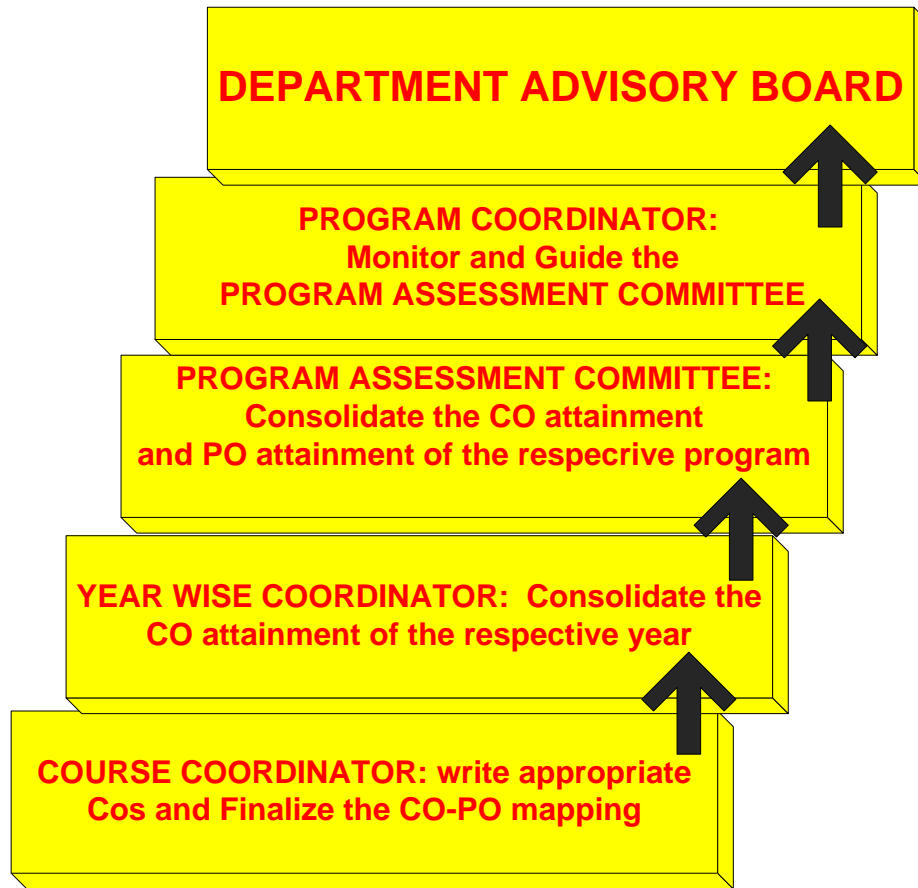 DEPARTMENT ADVISORY BOARD
PROGRAM COORDINATOR:
Monitor and Guide the
PROGRAM ASSESSMENT COMMITTEE
PROGRAM ASSESSMENT COMMITTEE:
Consolidate the CO attainment
and PO attainment of the respecrive program
YEAR WISE COORDINATOR:  Consolidate the
CO attainment of the respective year
COURSE COORDINATOR: write appropriate
Cos and Finalize the CO-PO mapping